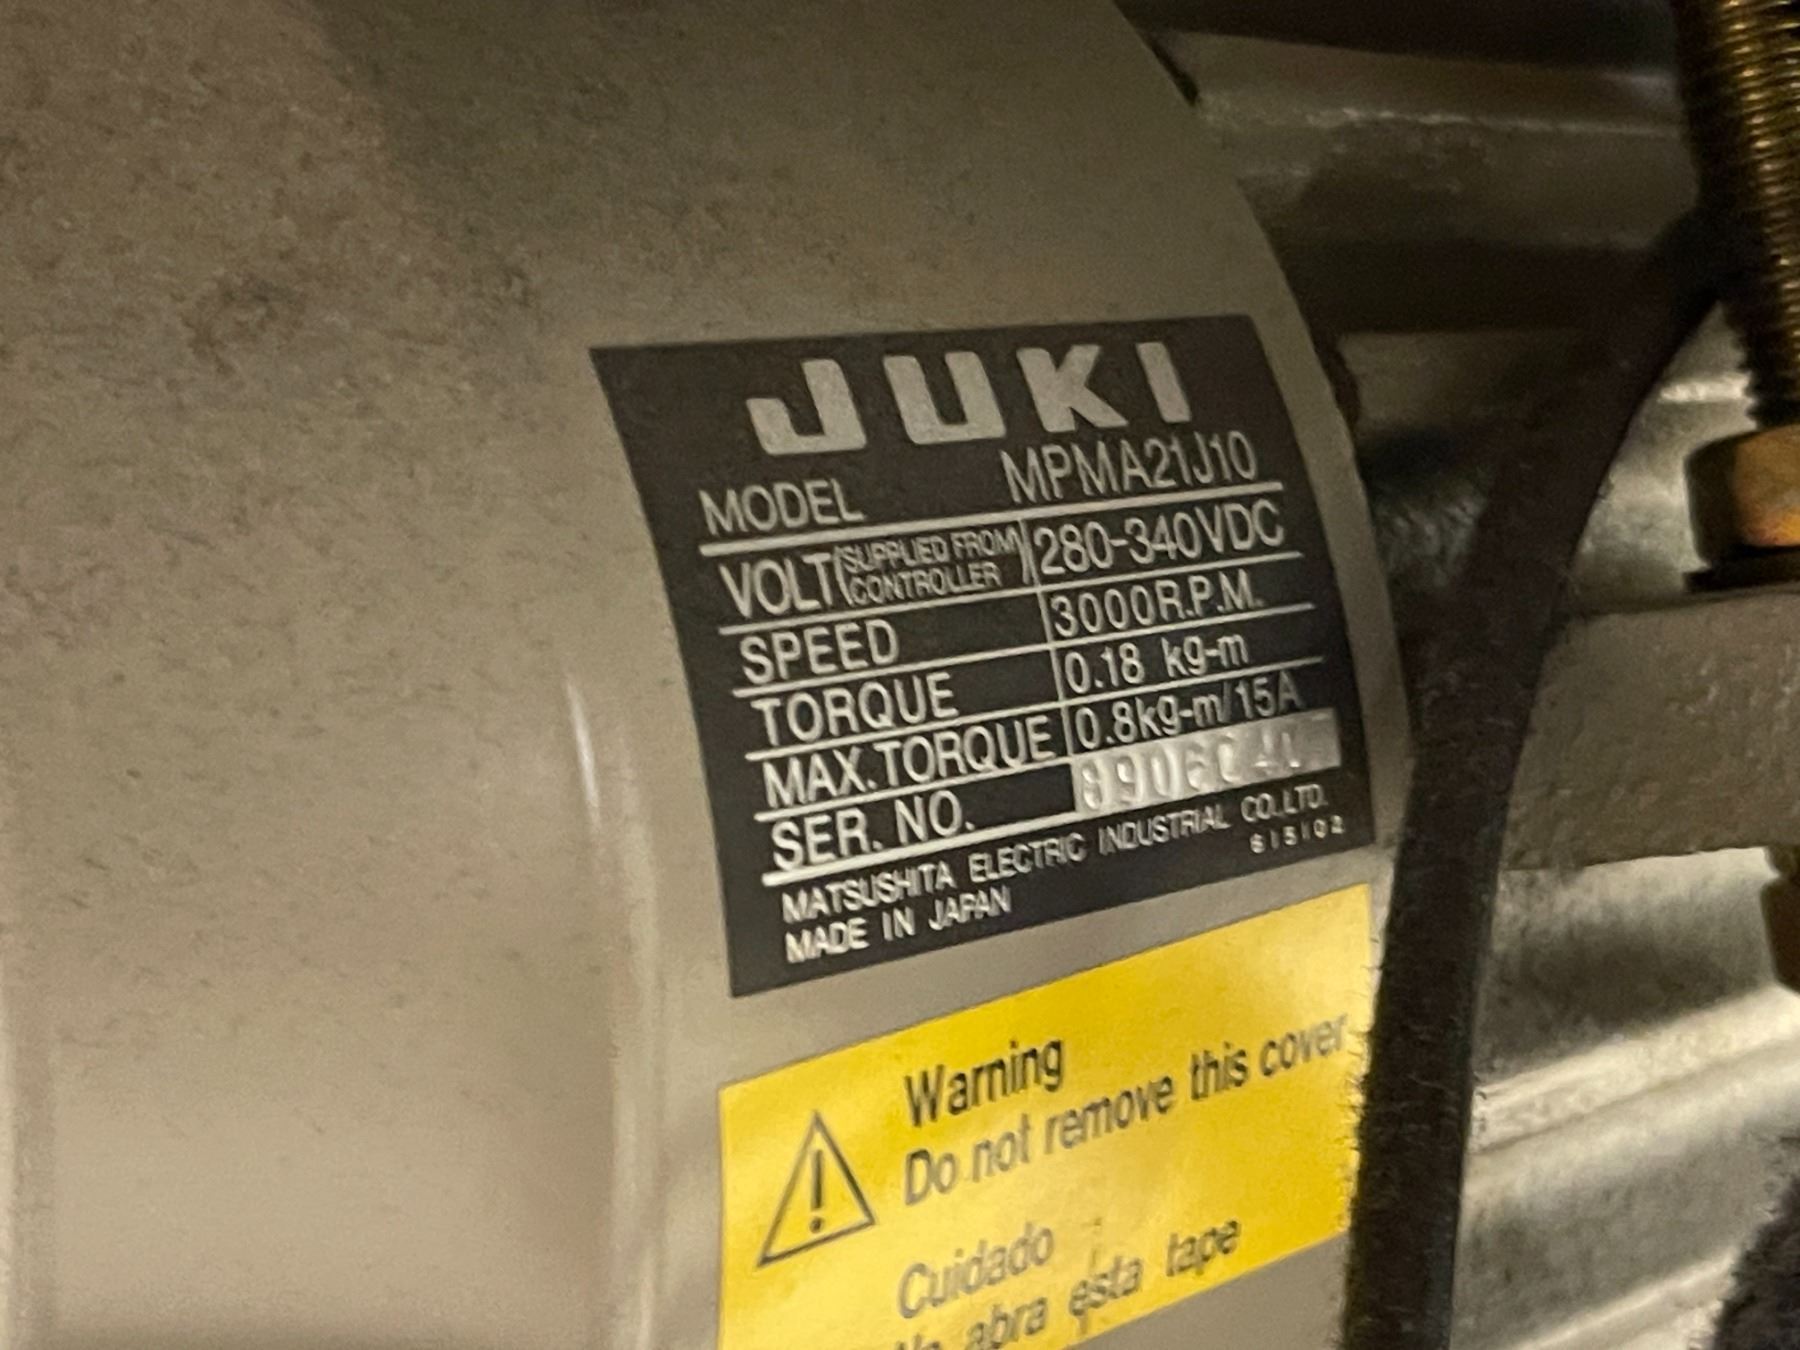 JUKI
MODEL MPMA21J10
VOLT (SUPPLIED FROM CONTROLLER) 280-340VDC
SPEED 3000R.P.M.
TORQUE 0.18 kg-m
MAX.TORQUE 0.8kg-m/15A
SER. NO.
MATSUSHITA ELECTRIC INDUSTRIAL CO.LTD.
MADE IN JAPAN
Warning
Do not remove this cover
Cuidado
abra esta tape